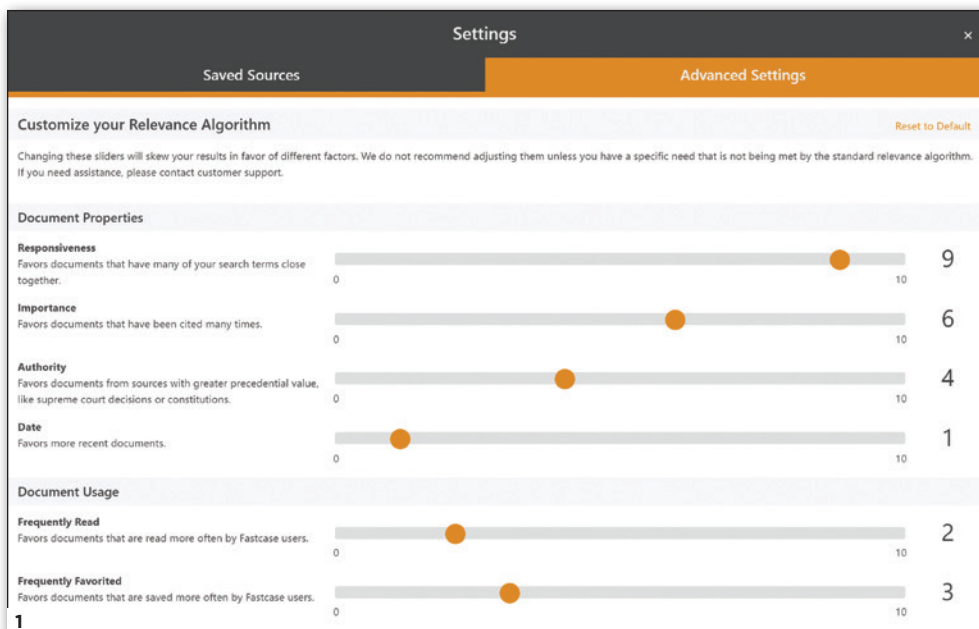 Settings
×
Saved Sources
Advanced Settings
Customize your Relevance Algorithm
Reset to Default
Changing these sliders will skew your results in favor of different factors. We do not recommend adjusting them unless you have a specific need that is not being met by the standard relevance algorithm.
If you need assistance, please contact customer support.
Document Properties
Responsiveness
Favors documents that have many of your search terms close
together.
0
10
9
Importance
Favors documents that have been cited many times.
0
10
6
Authority
Favors documents from sources with greater precedential value,
like supreme court decisions or constitutions.
0
10
4
Date
Favors more recent documents.
0
10
1
Document Usage
Frequently Read
Favors documents that are read more often by Fastcase users.
0
10
2
Frequently Favorited
Favors documents that are saved more often by Fastcase users.
0
10
3
1